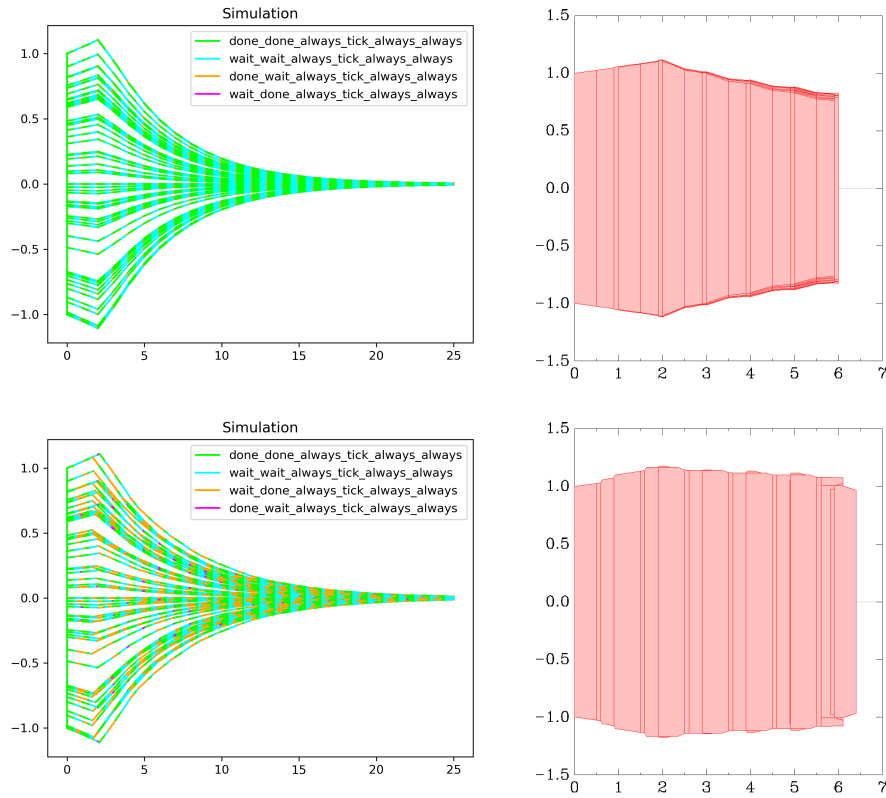 Simulation
1.0
0.5
0.0
−0.5
−1.0
0 5 10 15 20 25
done_done_always_tick_always_always
wait_wait_always_tick_always_always
done_wait_always_tick_always_always
wait_done_always_tick_always_always
1.5
1.0
0.5
0.0
-0.5
-1.0
-1.5
0 1 2 3 4 5 6 7
Simulation
1.0
0.5
0.0
−0.5
−1.0
0 5 10 15 20 25
done_done_always_tick_always_always
wait_wait_always_tick_always_always
wait_done_always_tick_always_always
done_wait_always_tick_always_always
1.5
1.0
0.5
0.0
-0.5
-1.0
-1.5
0 1 2 3 4 5 6 7